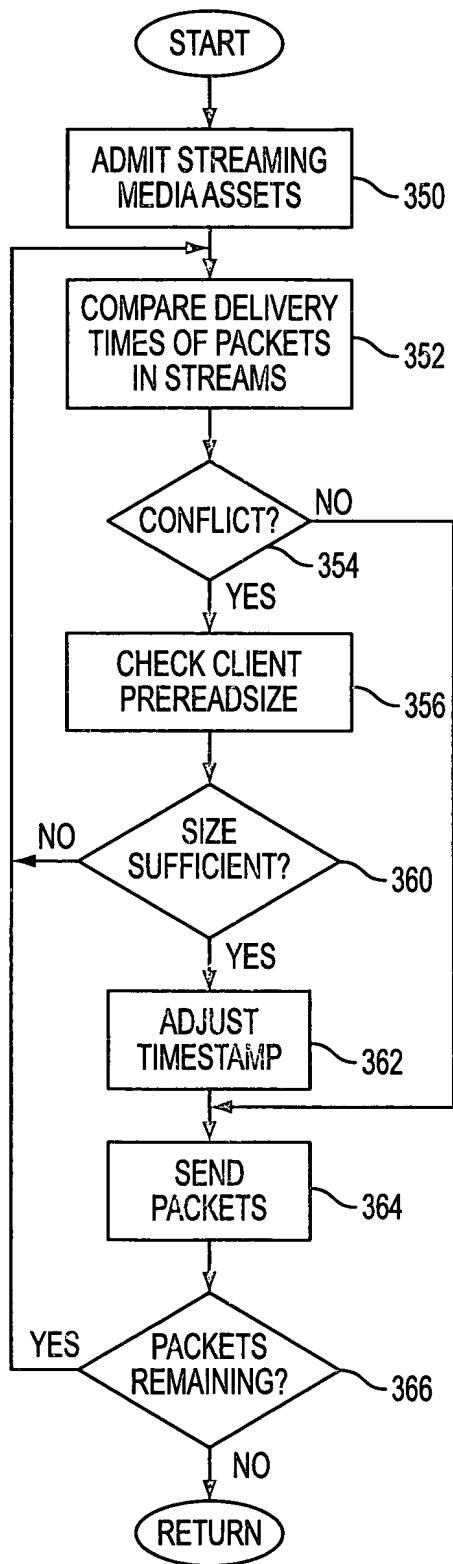 START
ADMIT STREAMING
MEDIA ASSETS
350
COMPARE DELIVERY
TIMES OF PACKETS
IN STREAMS
352
CONFLICT?
NO
354
YES
CHECK CLIENT
PREREADSIZE
356
NO
SIZE
SUFFICIENT?
360
YES
ADJUST
TIMESTAMP
362
SEND
PACKETS
364
YES
PACKETS
REMAINING?
366
NO
RETURN